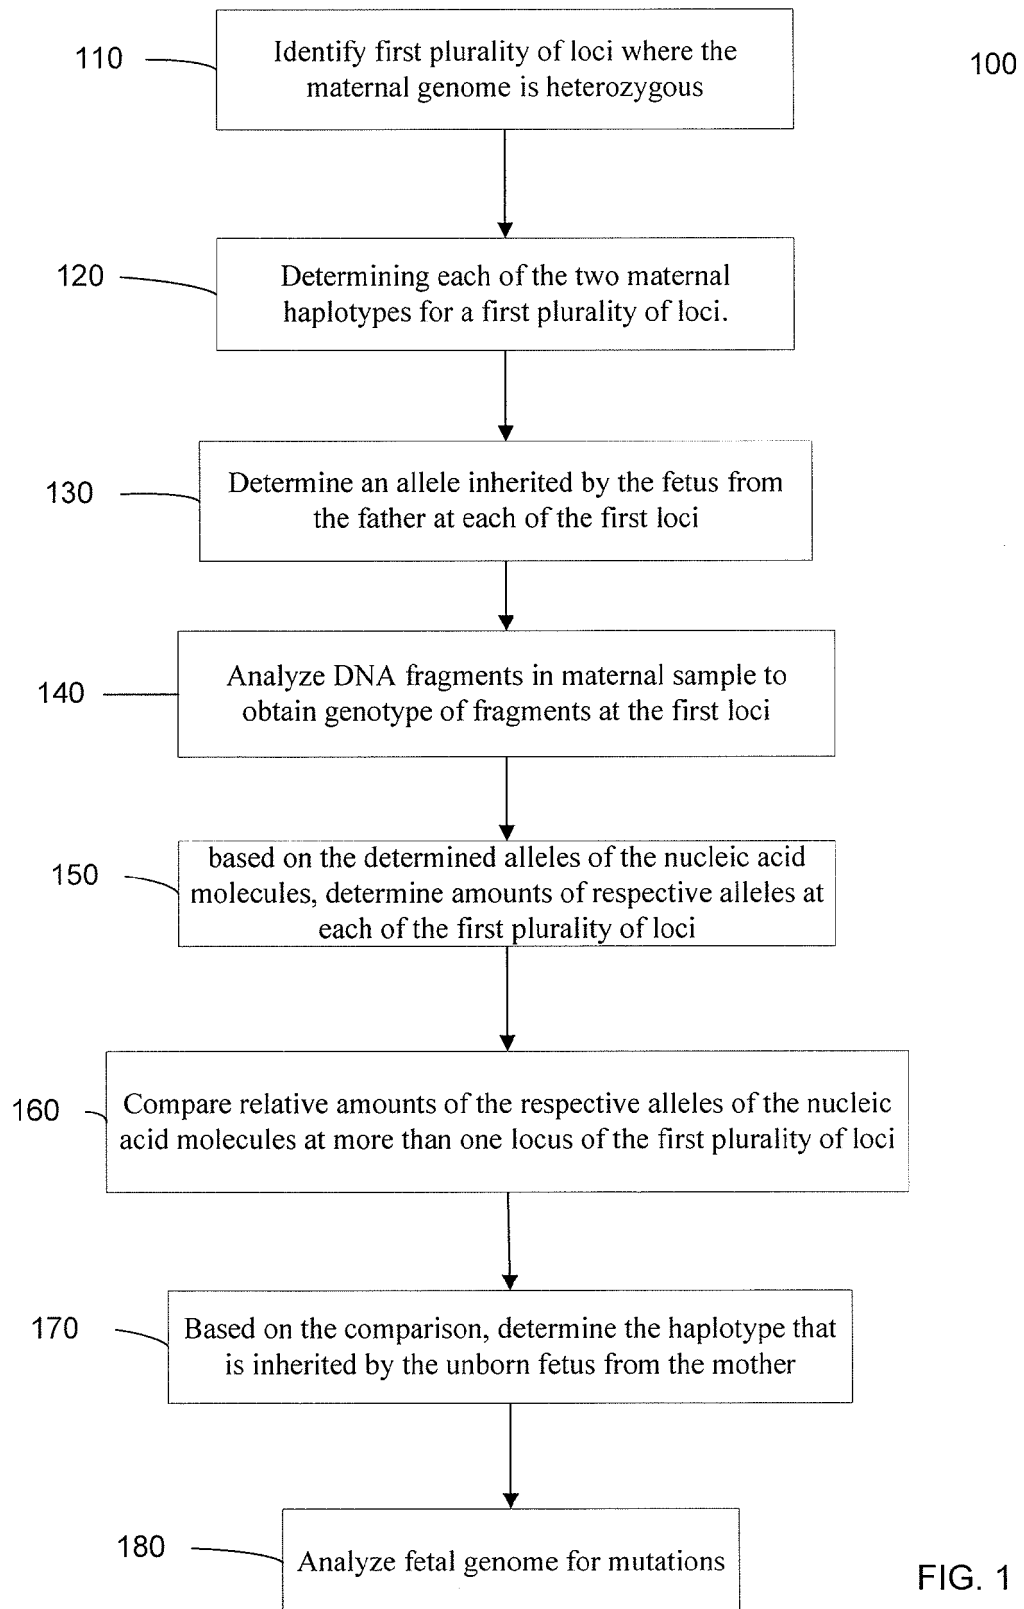 110
Identify first plurality of loci where the
maternal genome is heterozygous
100
120
Determining each of the two maternal
haplotypes for a first plurality of loci.
130
Determine an allele inherited by the fetus from
the father at each of the first loci
140
Analyze DNA fragments in maternal sample to
obtain genotype of fragments at the first loci
150
based on the determined alleles of the nucleic acid
molecules, determine amounts of respective alleles at
each of the first plurality of loci
160
Compare relative amounts of the respective alleles of the nucleic
acid molecules at more than one locus of the first plurality of loci
170
Based on the comparison, determine the haplotype that
is inherited by the unborn fetus from the mother
180
Analyze fetal genome for mutations
FIG. 1